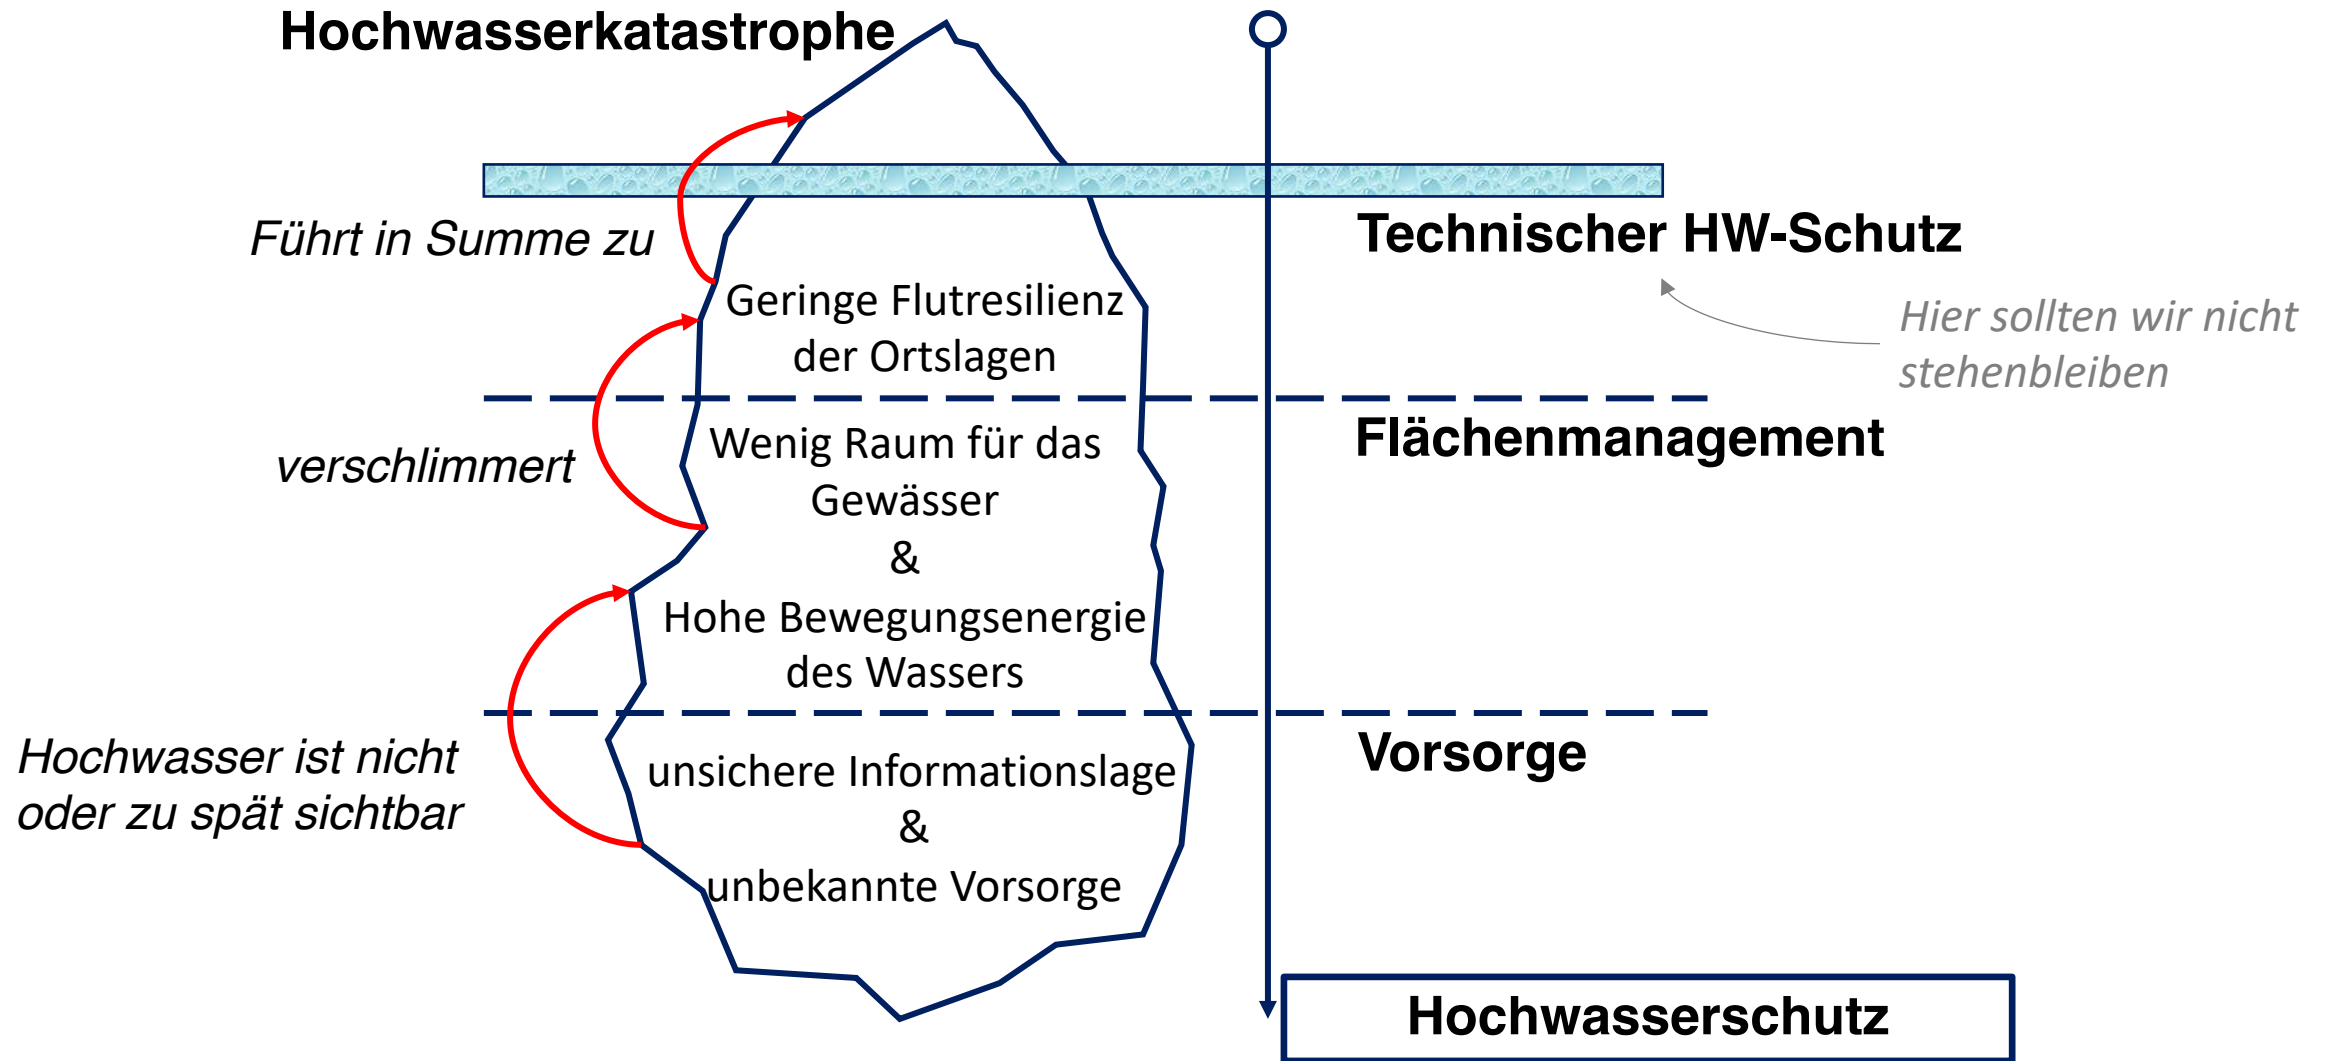 Hochwasserkatastrophe
Führt in Summe zu
Technischer HW-Schutz
Geringe Flutresilienz
der Ortslagen
Hier sollten wir nicht
stehenbleiben
verschlimmert
Wenig Raum für das
Gewässer
&
Hohe Bewegungsenergie
des Wassers
Flächenmanagement
Hochwasser ist nicht
oder zu spät sichtbar
unsichere Informationslage
&
unbekannte Vorsorge
Vorsorge
Hochwasserschutz